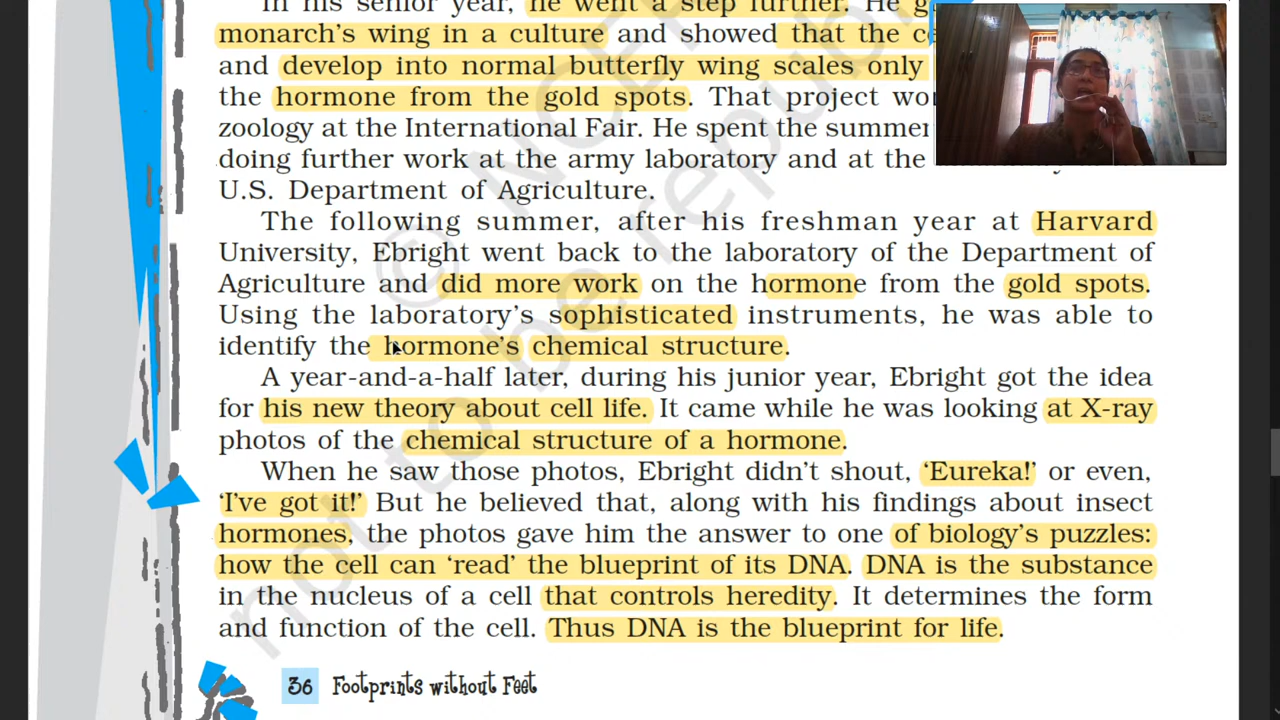 In his senior year, he went a step further. He g
monarch's wing in a culture and showed that the ce
and develop into normal butterfly wing scales only
the hormone from the gold spots. That project wo
zoology at the International Fair. He spent the summer
doing further work at the army laboratory and at the
U.S. Department of Agriculture.
The following summer, after his freshman year at Harvard
University, Ebright went back to the laboratory of the Department of
Agriculture and did more work on the hormone from the gold spots.
Using the laboratory's sophisticated instruments, he was able to
identify the hormone's chemical structure.
A year-and-a-half later, during his junior year, Ebright got the idea
for his new theory about cell life. It came while he was looking at X-ray
photos of the chemical structure of a hormone.
When he saw those photos, Ebright didn't shout, 'Eureka!' or even,
'I've got it!' But he believed that, along with his findings about insect
hormones, the photos gave him the answer to one of biology's puzzles:
how the cell can 'read' the blueprint of its DNA. DNA is the substance
in the nucleus of a cell that controls heredity. It determines the form
and function of the cell. Thus DNA is the blueprint for life.
36 Footprints without Feet
© NCE
not to be republ